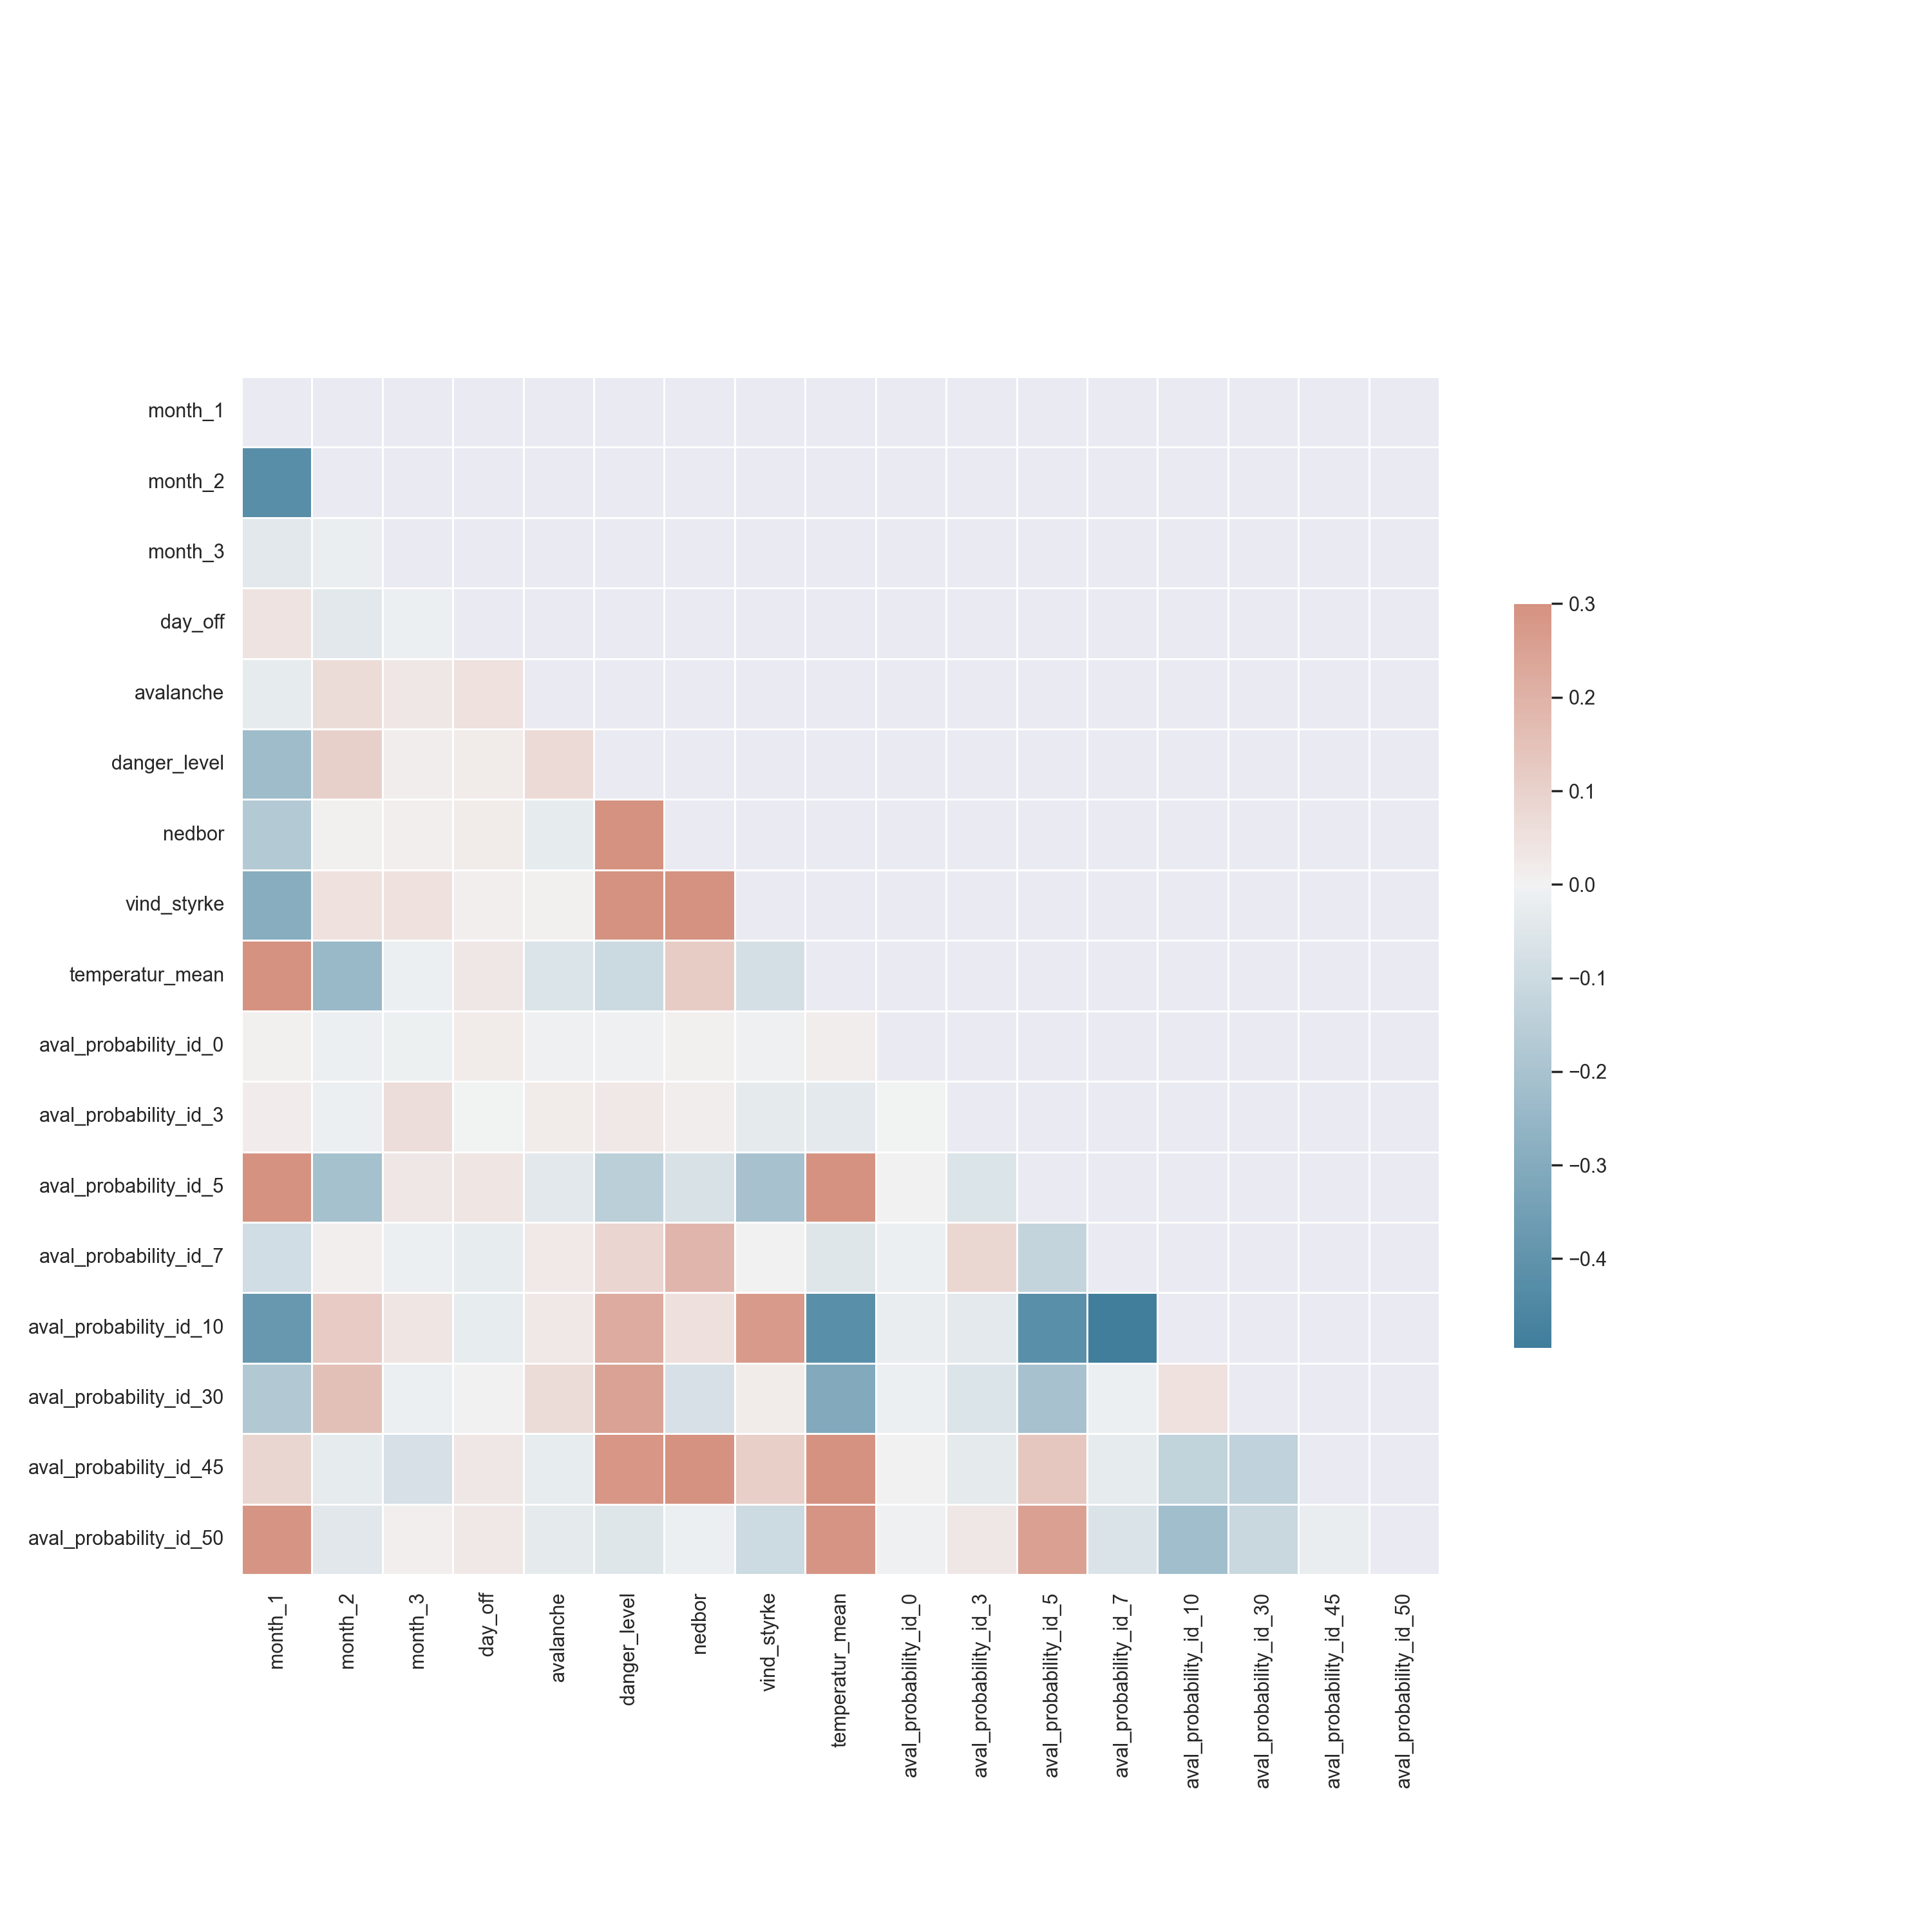 month_1
month_2
month_3
day_off
avalanche
danger_level
nedbor
vind_styrke
temperatur_mean
aval_probability_id_0
aval_probability_id_3
aval_probability_id_5
aval_probability_id_7
aval_probability_id_10
aval_probability_id_30
aval_probability_id_45
aval_probability_id_50
month_1
month_2
month_3
day_off
avalanche
danger_level
nedbor
vind_styrke
temperatur_mean
aval_probability_id_0
aval_probability_id_3
aval_probability_id_5
aval_probability_id_7
aval_probability_id_10
aval_probability_id_30
aval_probability_id_45
aval_probability_id_50
0.3
0.2
0.1
0.0
−0.1
−0.2
−0.3
−0.4